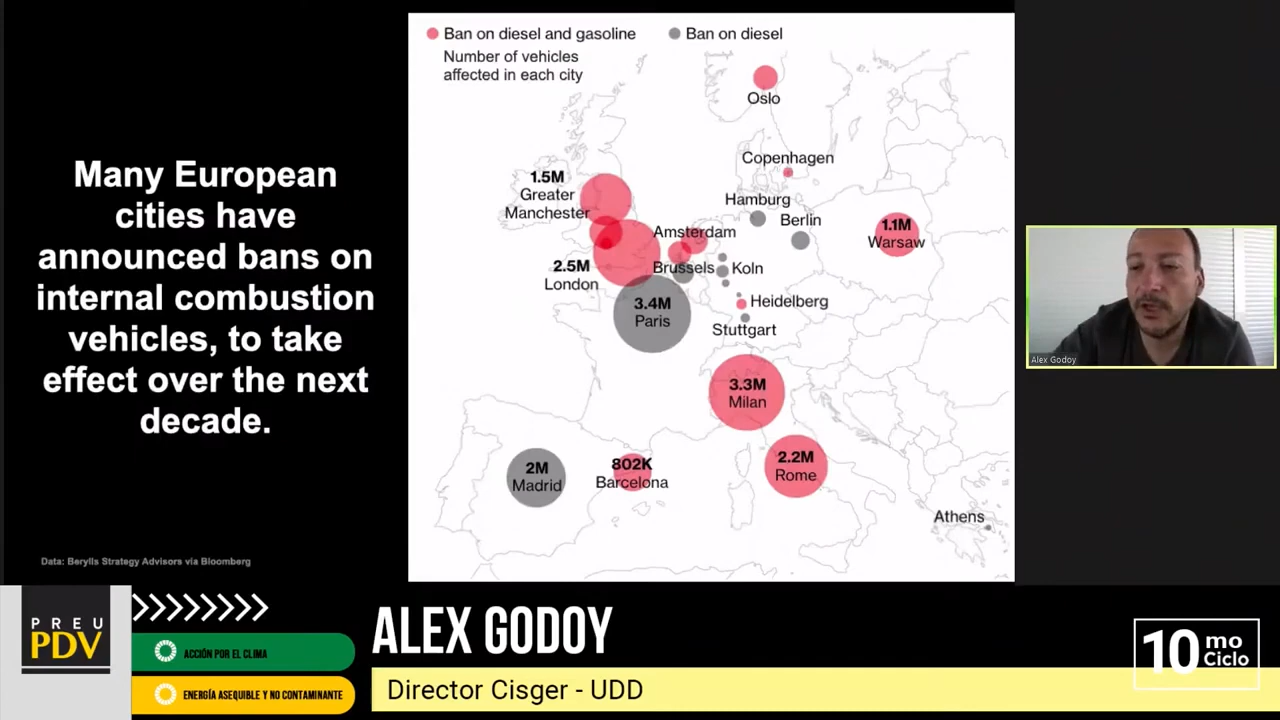 Many European
cities have
announced bans on
internal combustion
vehicles, to take
effect over the next
decade.
Data: Berylls Strategy Advisors via Bloomberg
Ban on diesel and gasoline
Ban on diesel
Number of vehicles
affected in each city
Oslo
Copenhagen
1.5M
Greater
Manchester
Hamburg
Berlin
Amsterdam
1.1M
Warsaw
2.5M
London
Brussels
Koln
3.4M
Paris
Heidelberg
Stuttgart
3.3M
Milan
2M
Madrid
802K
Barcelona
2.2M
Rome
Athens
Alex Godoy
PREU
PDV
ACCIÓN POR EL CLIMA
ENERGÍA ASEQUIBLE Y NO CONTAMINANTE
ALEX GODOY
Director Cisger - UDD
10 mo
Ciclo